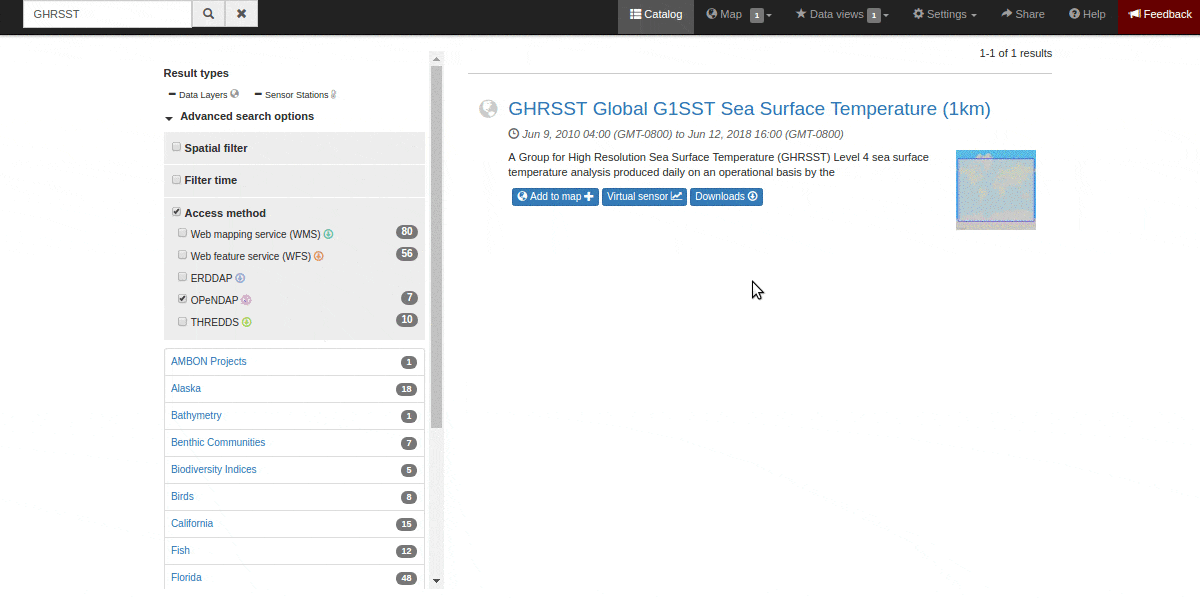 GHRSST
Catalog
Map 1
Data views 1
Settings
Share
Help
Feedback
1-1 of 1 results
Result types
Data Layers
Sensor Stations
Advanced search options
Spatial filter
Filter time
Access method
Web mapping service (WMS) 80
Web feature service (WFS) 56
ERDDAP
OPeNDAP 7
THREDDS 10
AMBON Projects 1
Alaska 18
Bathymetry 1
Benthic Communities 7
Biodiversity Indices 5
Birds 8
California 15
Fish 12
Florida 48
GHRSST Global G1SST Sea Surface Temperature (1km)
Jun 9, 2010 04:00 (GMT-0800) to Jun 12, 2018 16:00 (GMT-0800)
A Group for High Resolution Sea Surface Temperature (GHRSST) Level 4 sea surface
temperature analysis produced daily on an operational basis by the
Add to map
Virtual sensor
Downloads